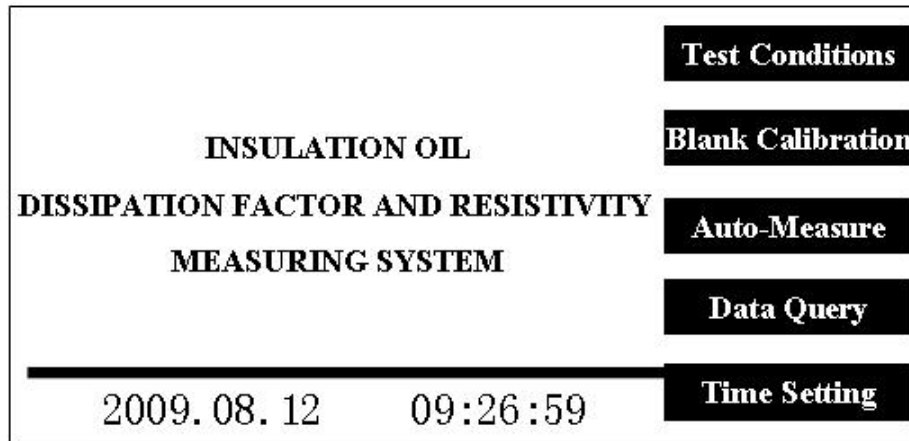 INSULATION OIL
DISSIPATION FACTOR AND RESISTIVITY
MEASURING SYSTEM
2009.08.12 09:26:59
Test Conditions
Blank Calibration
Auto-Measure
Data Query
Time Setting